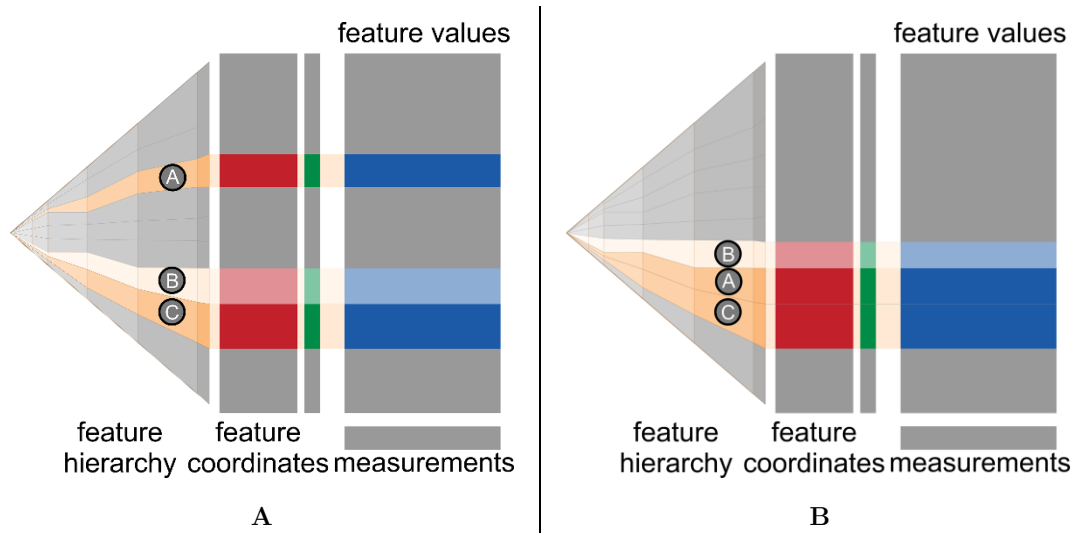 feature values
A
B
C
feature hierarchy
feature coordinates
measurements
A
feature values
B
A
C
feature hierarchy
feature coordinates
measurements
B